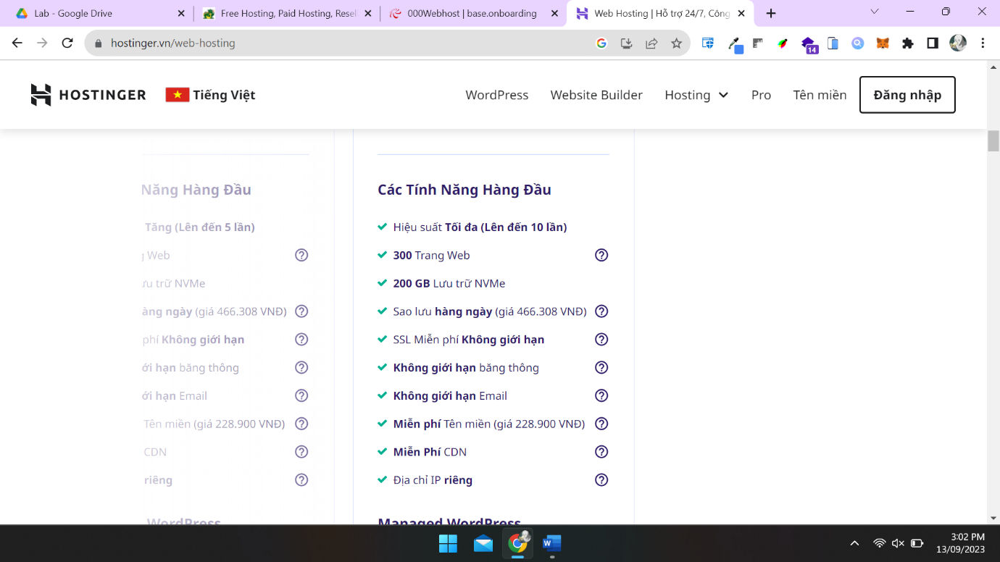 Lab - Google Drive
Free Hosting, Paid Hosting, Resel
000Webhost | base.onboarding
Web Hosting | Hỗ trợ 24/7, Công
hostinger.vn/web-hosting
14
HOSTINGER
Tiếng Việt
WordPress
Website Builder
Hosting
Pro
Tên miền
Đăng nhập
Năng Hàng Đầu
Tăng (Lên đến 5 lần)
Web
trữ NVMe
ngày (giá 466.308 VNĐ)
phí Không giới hạn
hạn băng thông
hạn Email
Tên miền (giá 228.900 VNĐ)
CDN
riêng
WordPress
Các Tính Năng Hàng Đầu
Hiệu suất Tối đa (Lên đến 10 lần)
300 Trang Web
200 GB Lưu trữ NVMe
Sao lưu hàng ngày (giá 466.308 VNĐ)
SSL Miễn phí Không giới hạn
Không giới hạn băng thông
Không giới hạn Email
Miễn phí Tên miền (giá 228.900 VNĐ)
Miễn Phí CDN
Địa chỉ IP riêng
Managed WordPress
3:02 PM
13/09/2023